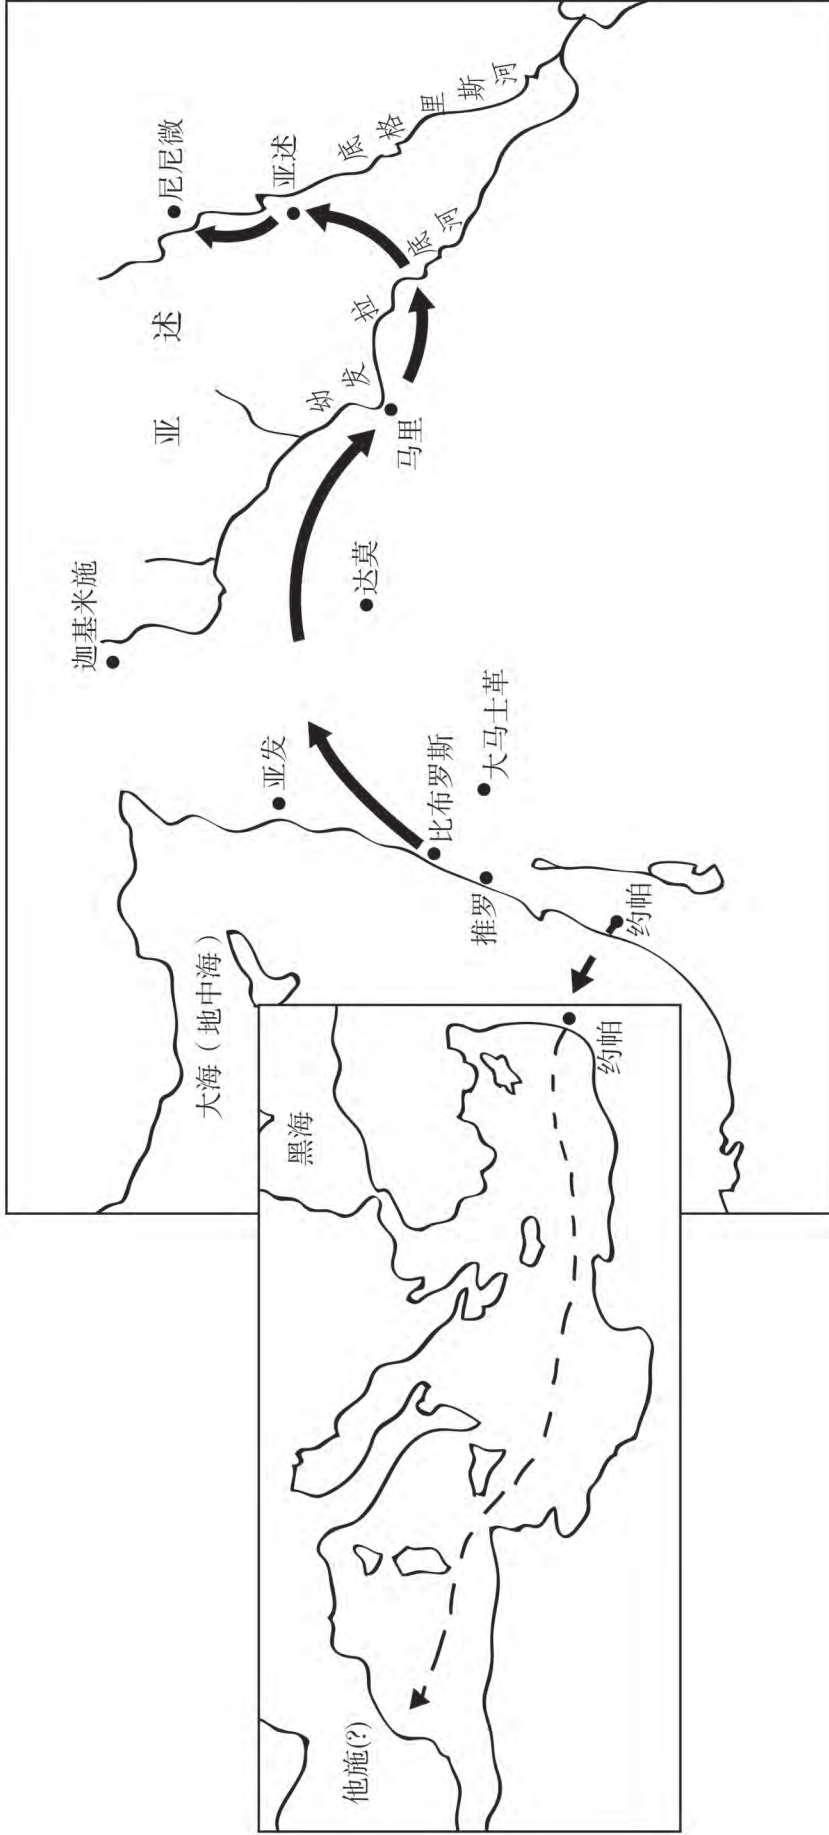 迦基米施
尼尼微
亚述
亚述
底格里斯河
幼发拉底河
马里
达莫
亚发
比布罗斯
大马士革
推罗
约帕
大海（地中海）
黑海
约帕
他施(?)